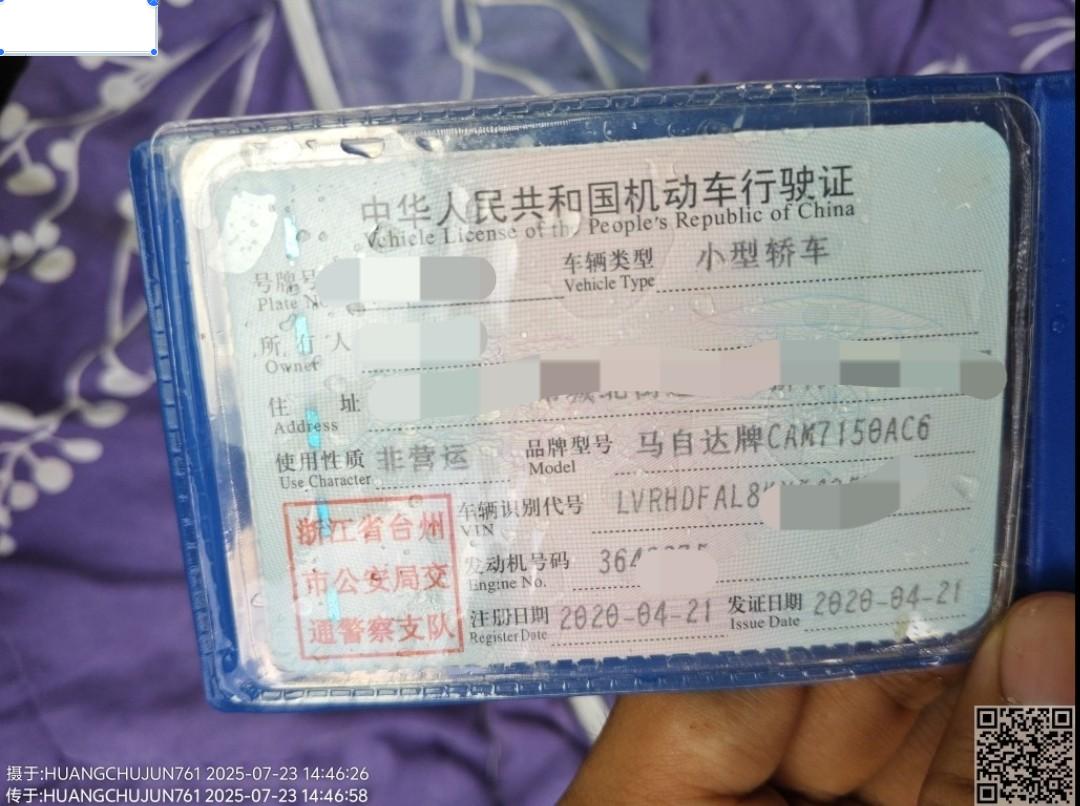 中华人民共和国机动车行驶证
Vehicle License of the People's Republic of China
号牌号
Plate N
车辆类型 小型轿车
Vehicle Type
所有人
Owner
住址
Address
使用性质 非营运
Use Character
品牌型号 马自达牌CAM7150AC6
Model
浙江省台州
市公安局交
通警察支队
车辆识别代号 LVRHDFAL8
VIN
发动机号码 364
Engine No.
注册日期 2020-04-21
Register Date
发证日期 2020-04-21
Issue Date
摄于:HUANGCHUJUN761 2025-07-23 14:46:26
传于:HUANGCHUJUN761 2025-07-23 14:46:58